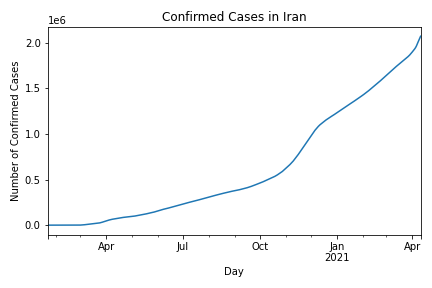 Confirmed Cases in Iran
1e6
2.0
1.5
1.0
0.5
0.0
Number of Confirmed Cases
Apr
Jul
Oct
Jan
2021
Apr
Day